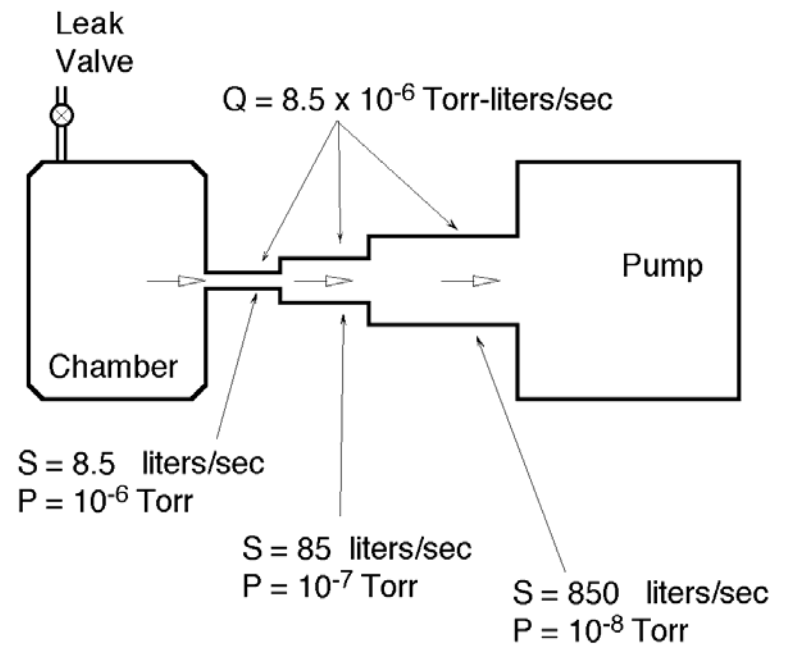 Leak
Valve
Q = 8.5 x 10⁻⁶ Torr-liters/sec
Pump
Chamber
S = 8.5 liters/sec
P = 10⁻⁶ Torr
S = 85 liters/sec
P = 10⁻⁷ Torr
S = 850 liters/sec
P = 10⁻⁸ Torr